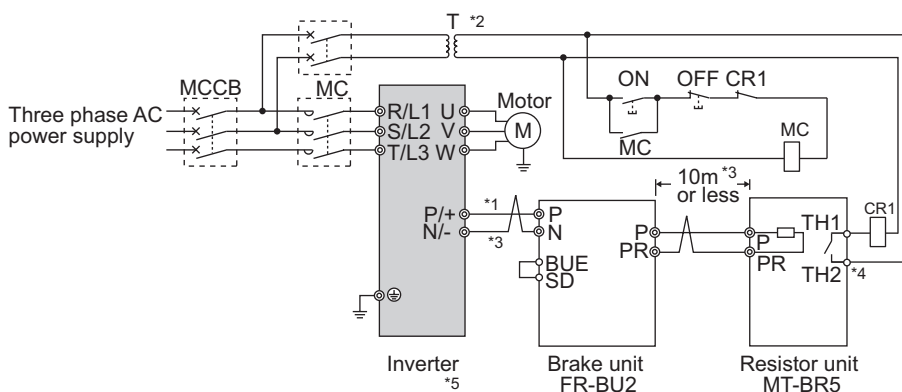 T *2
ON OFF CR1
MCCB MC
Three phase AC
power supply
R/L1 U
S/L2 V
T/L3 W
Motor
M
MC
MC
10m *3
or less
P/+ *1 P
N/- *3 N
P
PR
P
PR
TH1
TH2 *4
CR1
BUE
SD
Inverter
*5
Brake unit
FR-BU2
Resistor unit
MT-BR5